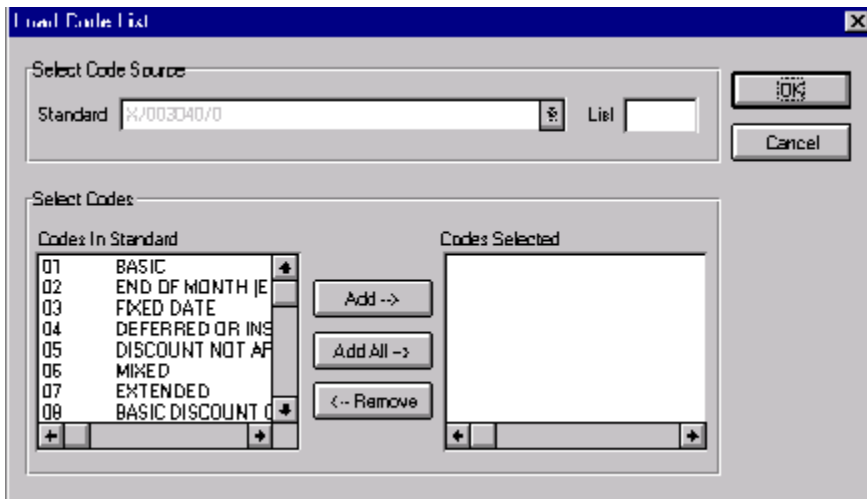 Load Code List
Select Code Source
Standard X/003040/0 List
OK
Cancel
Select Codes
Codes In Standard
Codes Selected
01 BASIC
02 END OF MONTH (E
03 FIXED DATE
04 DEFERRED OR INS
05 DISCOUNT NOT AP
06 MIXED
07 EXTENDED
08 BASIC DISCOUNT O
Add -->
Add All -->
<-- Remove